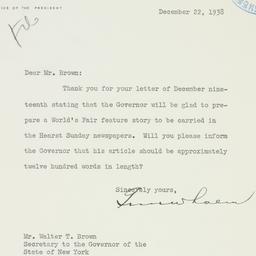 ICE OF THE PRESIDENT
December 22, 1938
Dear Mr. Brown:
Thank you for your letter of December nine-
teenth stating that the Governor will be glad to pre-
pare a World's Fair feature story to be carried in
the Hearst Sunday newspapers. Will you please inform
the Governor that his article should be approximately
twelve hundred words in length?
Sincerely yours,
Mr. Walter T. Brown
Secretary to the Governor of the
State of New York